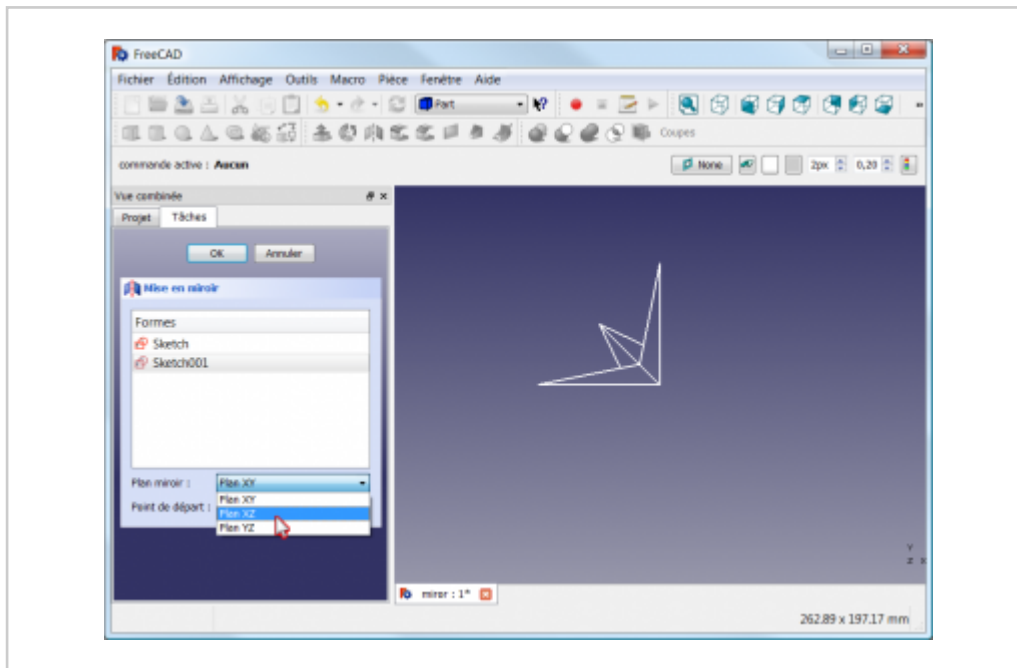 FreeCAD
Fichier Édition Affichage Outils Macro Pièce Fenêtre Aide
Part
Coupes
commande active : Aucun
None
2px
0,20
Vue combinée
Projet Tâches
OK Annuler
Mise en miroir
Formes
Sketch
Sketch001
Plan miroir : Plan XY
Plan XY
Point de départ : Plan XZ
Plan YZ
Y
Z X
miror : 1*
262.89 x 197.17 mm